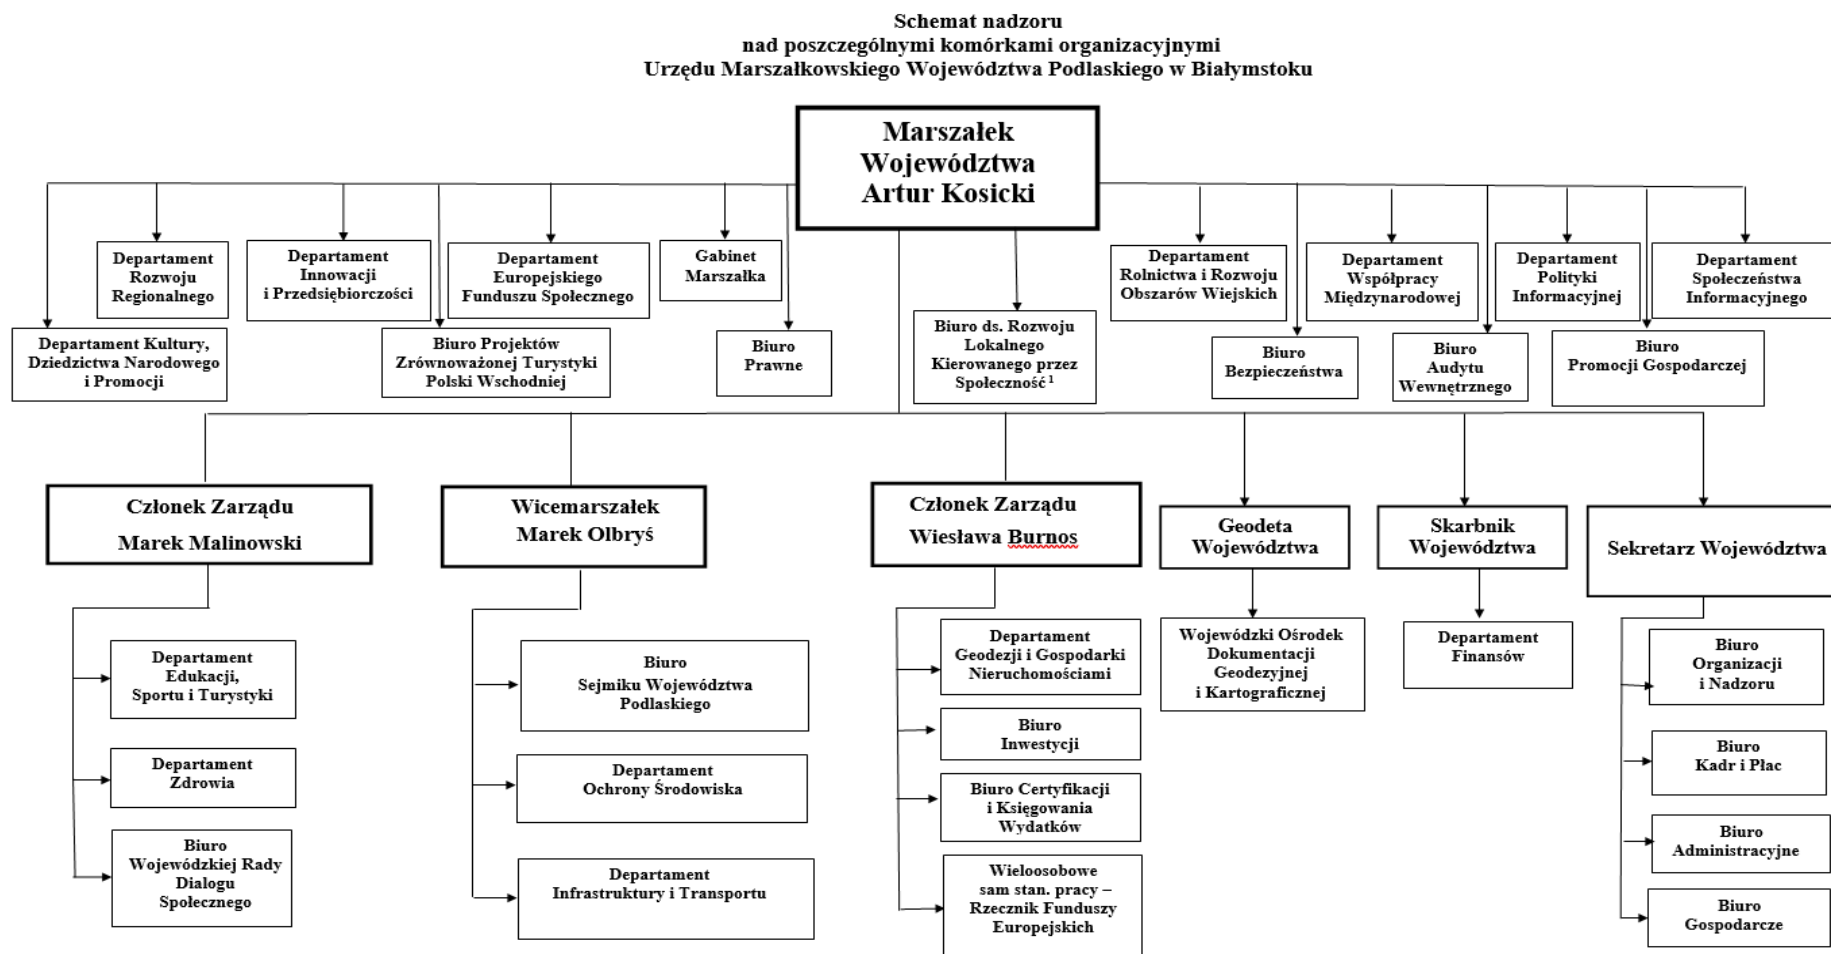 Schemat nadzoru
nad poszczególnymi komórkami organizacyjnymi
Urzędu Marszałkowskiego Województwa Podlaskiego w Białymstoku
Marszałek
Województwa
Artur Kosicki
Departament
Rozwoju
Regionalnego
Departament
Innowacji
i Przedsiębiorczości
Departament
Europejskiego
Funduszu Społecznego
Gabinet
Marszałka
Departament
Rolnictwa i Rozwoju
Obszarów Wiejskich
Departament
Współpracy
Międzynarodowej
Departament
Polityki
Informacyjnej
Departament
Społeczeństwa
Informacyjnego
Departament Kultury,
Dziedzictwa Narodowego
i Promocji
Biuro Projektów
Zrównoważonej Turystyki
Polski Wschodniej
Biuro
Prawne
Biuro ds. Rozwoju
Lokalnego
Kierowanego przez
Społeczność ¹
Biuro
Bezpieczeństwa
Biuro
Audytu
Wewnętrznego
Biuro
Promocji Gospodarczej
Członek Zarządu
Marek Malinowski
Wicemarszałek
Marek Olbryś
Członek Zarządu
Wiesława Burnos
Geodeta
Województwa
Skarbnik
Województwa
Sekretarz Województwa
Departament
Edukacji,
Sportu i Turystyki
Departament
Zdrowia
Biuro
Wojewódzkiej Rady
Dialogu
Społecznego
Biuro
Sejmiku Województwa
Podlaskiego
Departament
Ochrony Środowiska
Departament
Infrastruktury i Transportu
Departament
Geodezji i Gospodarki
Nieruchomościami
Biuro
Inwestycji
Biuro Certyfikacji
i Księgowania
Wydatków
Wieloosobowe
sam stan. pracy –
Rzecznik Funduszy
Europejskich
Wojewódzki Ośrodek
Dokumentacji
Geodezyjnej
i Kartograficznej
Departament
Finansów
Biuro
Organizacji
i Nadzoru
Biuro
Kadr i Płac
Biuro
Administracyjne
Biuro
Gospodarcze